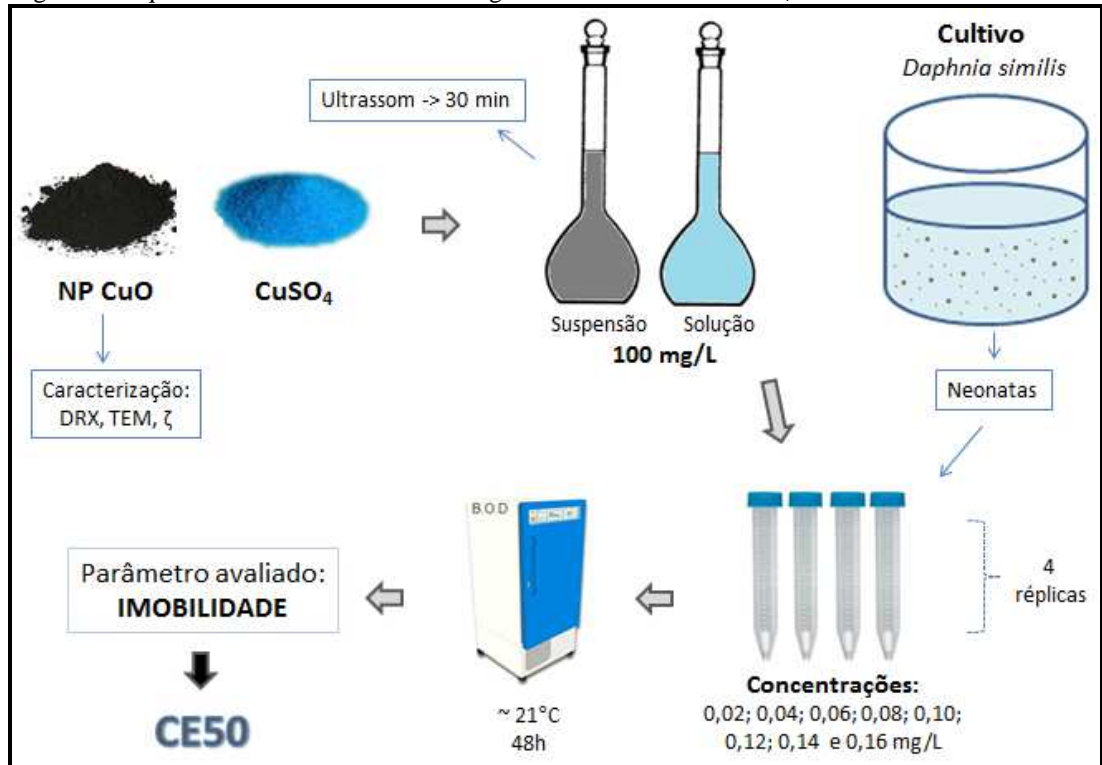 Cultivo
Daphnia similis
Ultrassom -> 30 min
NP CuO
CuSO₄
Suspensão Solução
100 mg/L
Caracterização:
DRX, TEM, ζ
Neonatas
B.O.D
Parâmetro avaliado:
IMOBILIDADE
4
réplicas
Concentrações:
0,02; 0,04; 0,06; 0,08; 0,10;
0,12; 0,14 e 0,16 mg/L
~ 21°C
48h
CE50